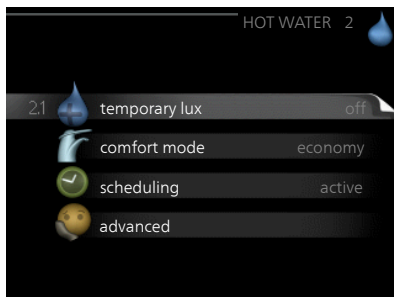 HOT WATER 2
2.1 temporary lux off
comfort mode economy
scheduling active
advanced